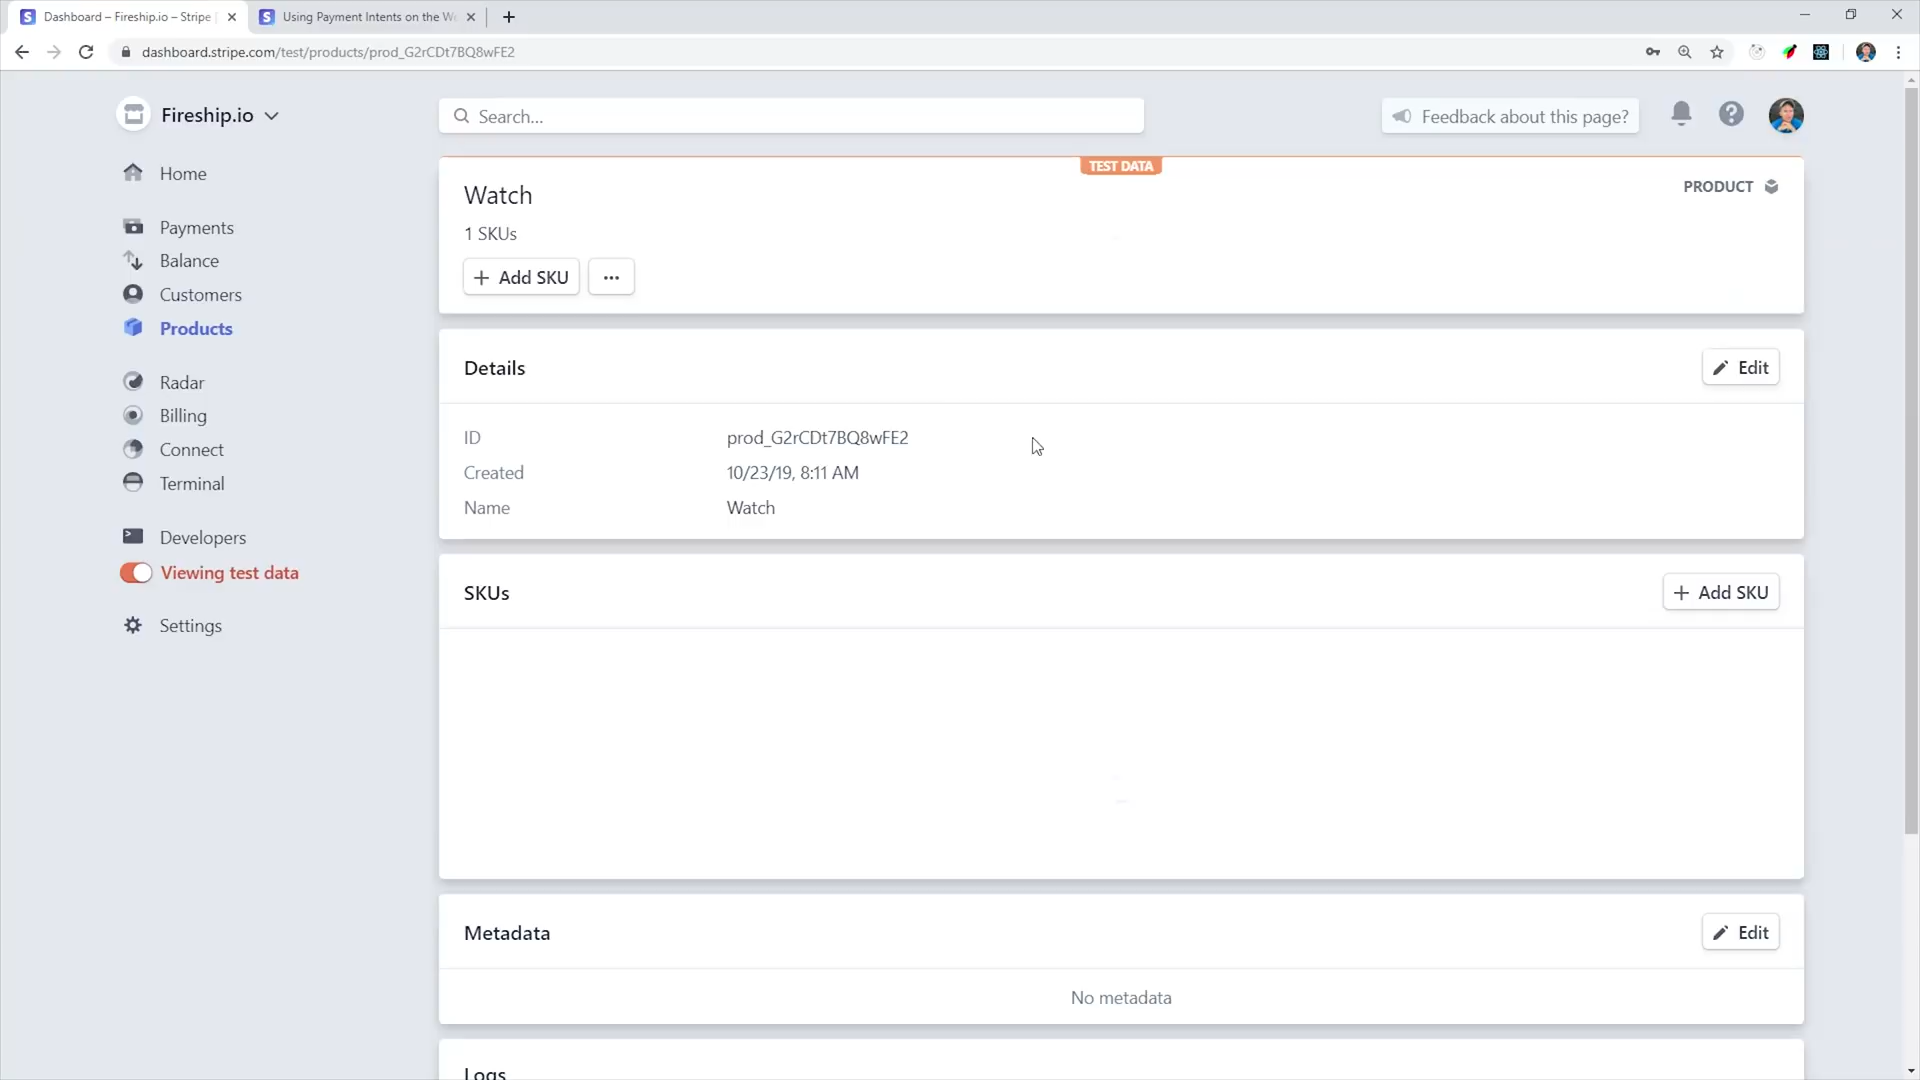 Dashboard – Fireship.io – Stripe
Using Payment Intents on the We
dashboard.stripe.com/test/products/prod_G2rCDt7BQ8wFE2
Fireship.io
Search...
Feedback about this page?
Home
Payments
Balance
Customers
Products
Radar
Billing
Connect
Terminal
Developers
Viewing test data
Settings
TEST DATA
Watch
PRODUCT
1 SKUs
+ Add SKU
...
Details
Edit
ID prod_G2rCDt7BQ8wFE2
Created 10/23/19, 8:11 AM
Name Watch
SKUs
+ Add SKU
Metadata
Edit
No metadata
Logs